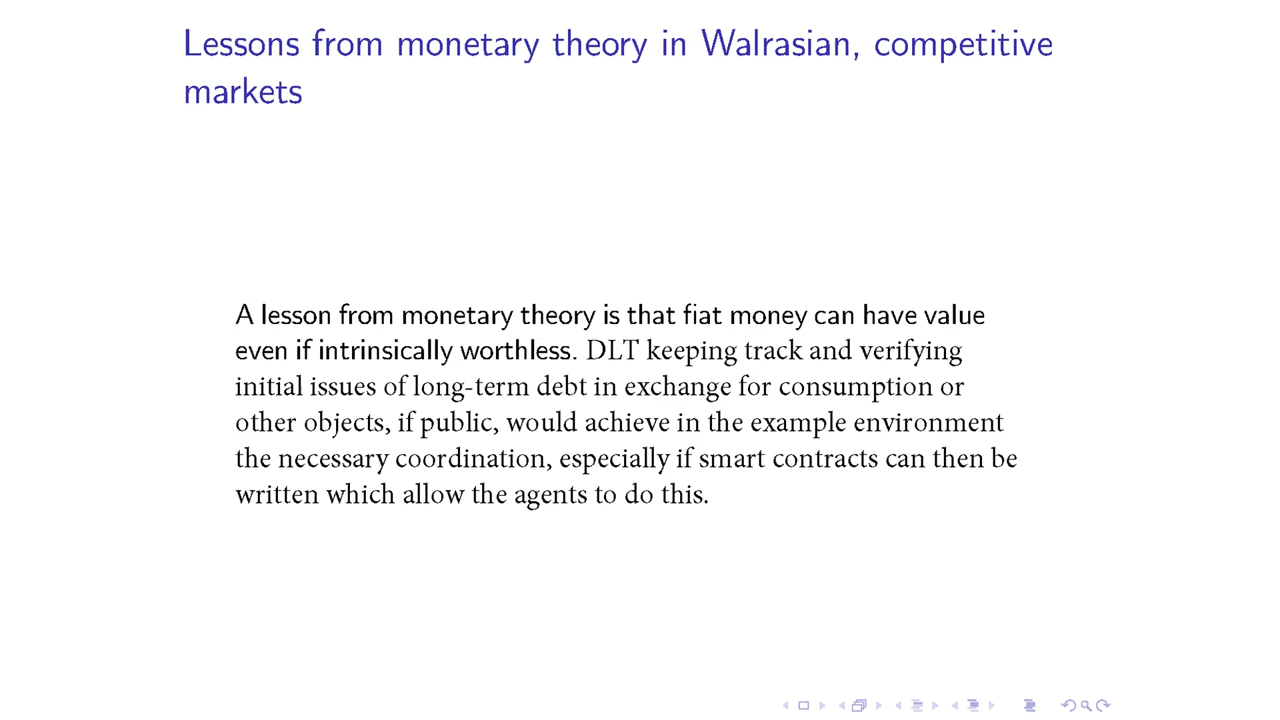 Lessons from monetary theory in Walrasian, competitive
markets
A lesson from monetary theory is that fiat money can have value
even if intrinsically worthless. DLT keeping track and verifying
initial issues of long-term debt in exchange for consumption or
other objects, if public, would achieve in the example environment
the necessary coordination, especially if smart contracts can then be
written which allow the agents to do this.